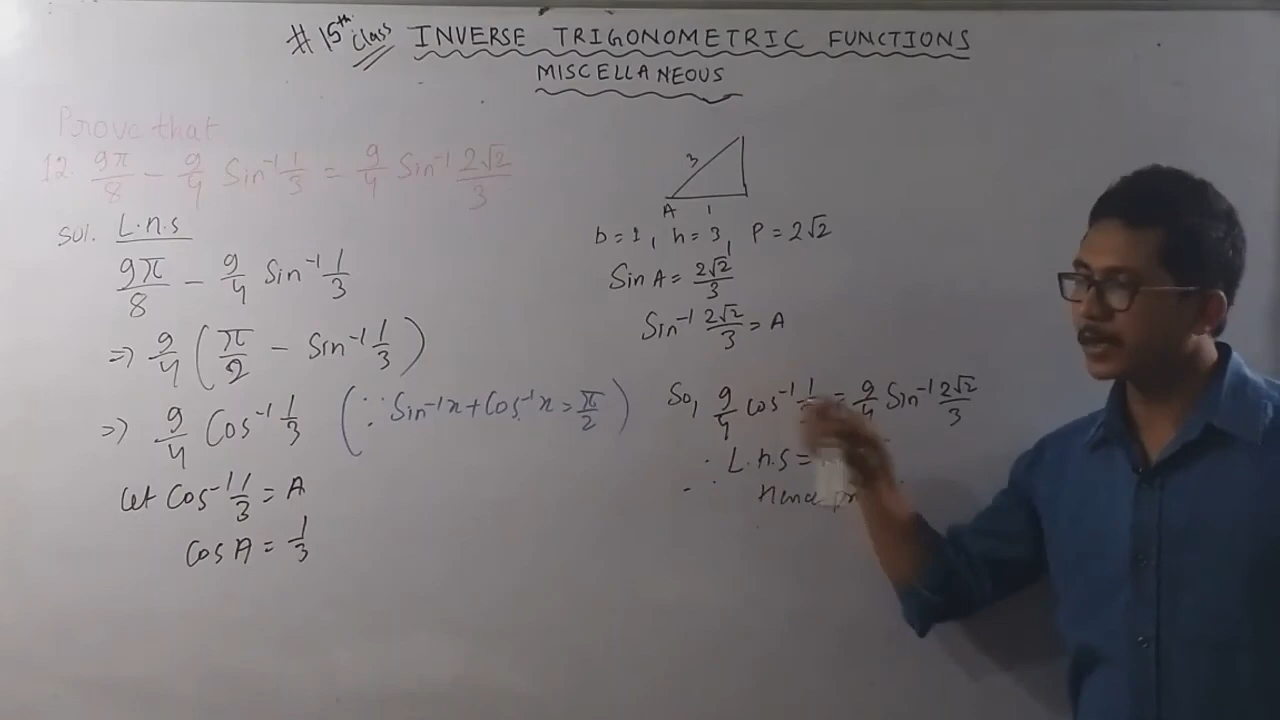 # 15th class INVERSE TRIGONOMETRIC FUNCTIONS
MISCELLANEOUS
Prove that
12. 9π/8 − 9/4 Sin⁻¹ 1/3 = 9/4 Sin⁻¹ 2√2/3
Sol. L.h.s
9π/8 − 9/4 Sin⁻¹ 1/3
⇒ 9/4 (π/2 − Sin⁻¹ 1/3)
⇒ 9/4 Cos⁻¹ 1/3 (∵ Sin⁻¹x + Cos⁻¹x = π/2)
Let Cos⁻¹ 1/3 = A
Cos A = 1/3
3
A 1
b = 1, h = 3, P = 2√2
Sin A = 2√2/3
Sin⁻¹ 2√2/3 = A
So, 9/4 Cos⁻¹ 1 = 9/4 Sin⁻¹ 2√2/3
∴ L.h.s =
Hence